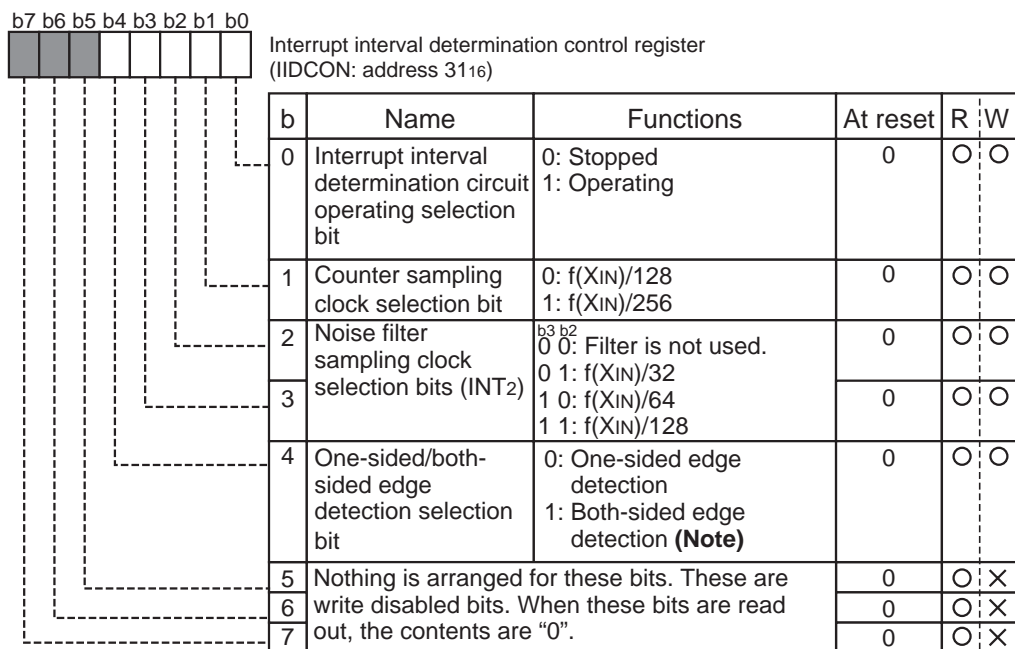 b7 b6 b5 b4 b3 b2 b1 b0
Interrupt interval determination control register
(IIDCON: address 3116)
b Name Functions At reset R W
0 Interrupt interval determination circuit operating selection bit 0: Stopped 0 O O
1: Operating
1 Counter sampling clock selection bit 0: f(XIN)/128 0 O O
1: f(XIN)/256
2 Noise filter sampling clock selection bits (INT2) b3 b2 0 O O
0 0: Filter is not used.
0 1: f(XIN)/32
3 1 0: f(XIN)/64 0 O O
1 1: f(XIN)/128
4 One-sided/both-sided edge detection selection bit 0: One-sided edge detection 0 O O
1: Both-sided edge detection (Note)
5 Nothing is arranged for these bits. These are 0 O ×
6 write disabled bits. When these bits are read 0 O ×
7 out, the contents are “0”. 0 O ×